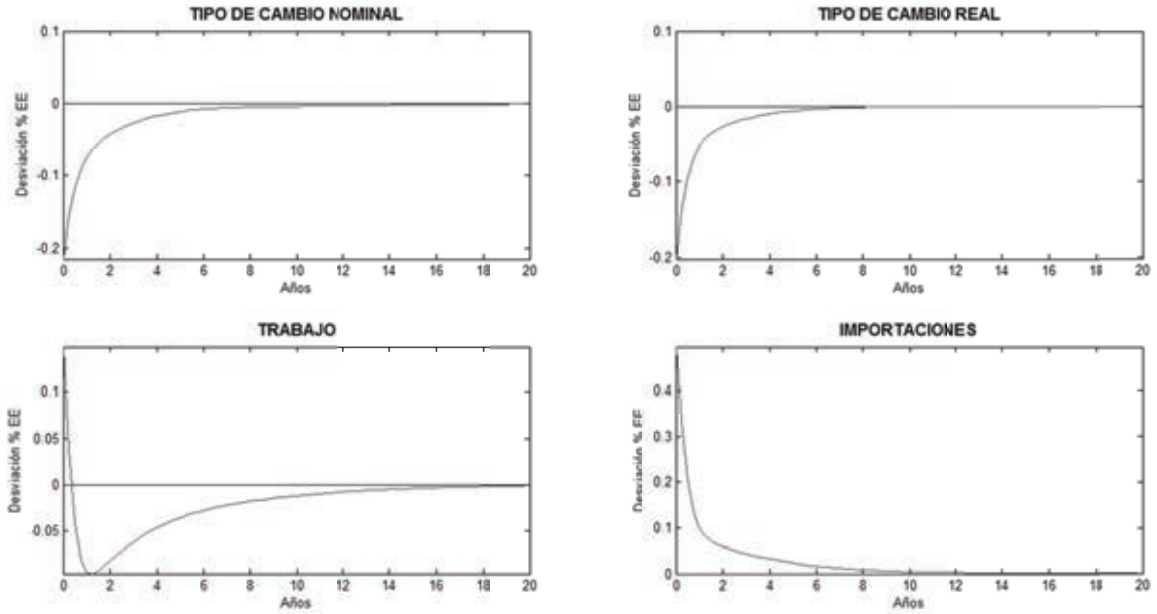 TIPO DE CAMBIO NOMINAL
Desviación % EE
0.1
0
-0.1
-0.2
0 2 4 6 8 10 12 14 16 18 20
Años
TIPO DE CAMBIO REAL
Desviación % EE
0.1
0
-0.1
-0.2
0 2 4 6 8 10 12 14 16 18 20
Años
TRABAJO
Desviación % EE
0.1
0.05
0
-0.05
0 2 4 6 8 10 12 14 16 18 20
Años
IMPORTACIONES
Desviación % EE
0.4
0.3
0.2
0.1
0
0 2 4 6 8 10 12 14 16 18 20
Años